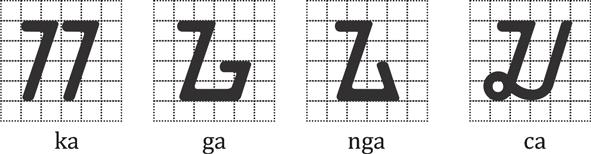 ᮊ ᮌ ᮍ ᮎ
ka ga nga ca